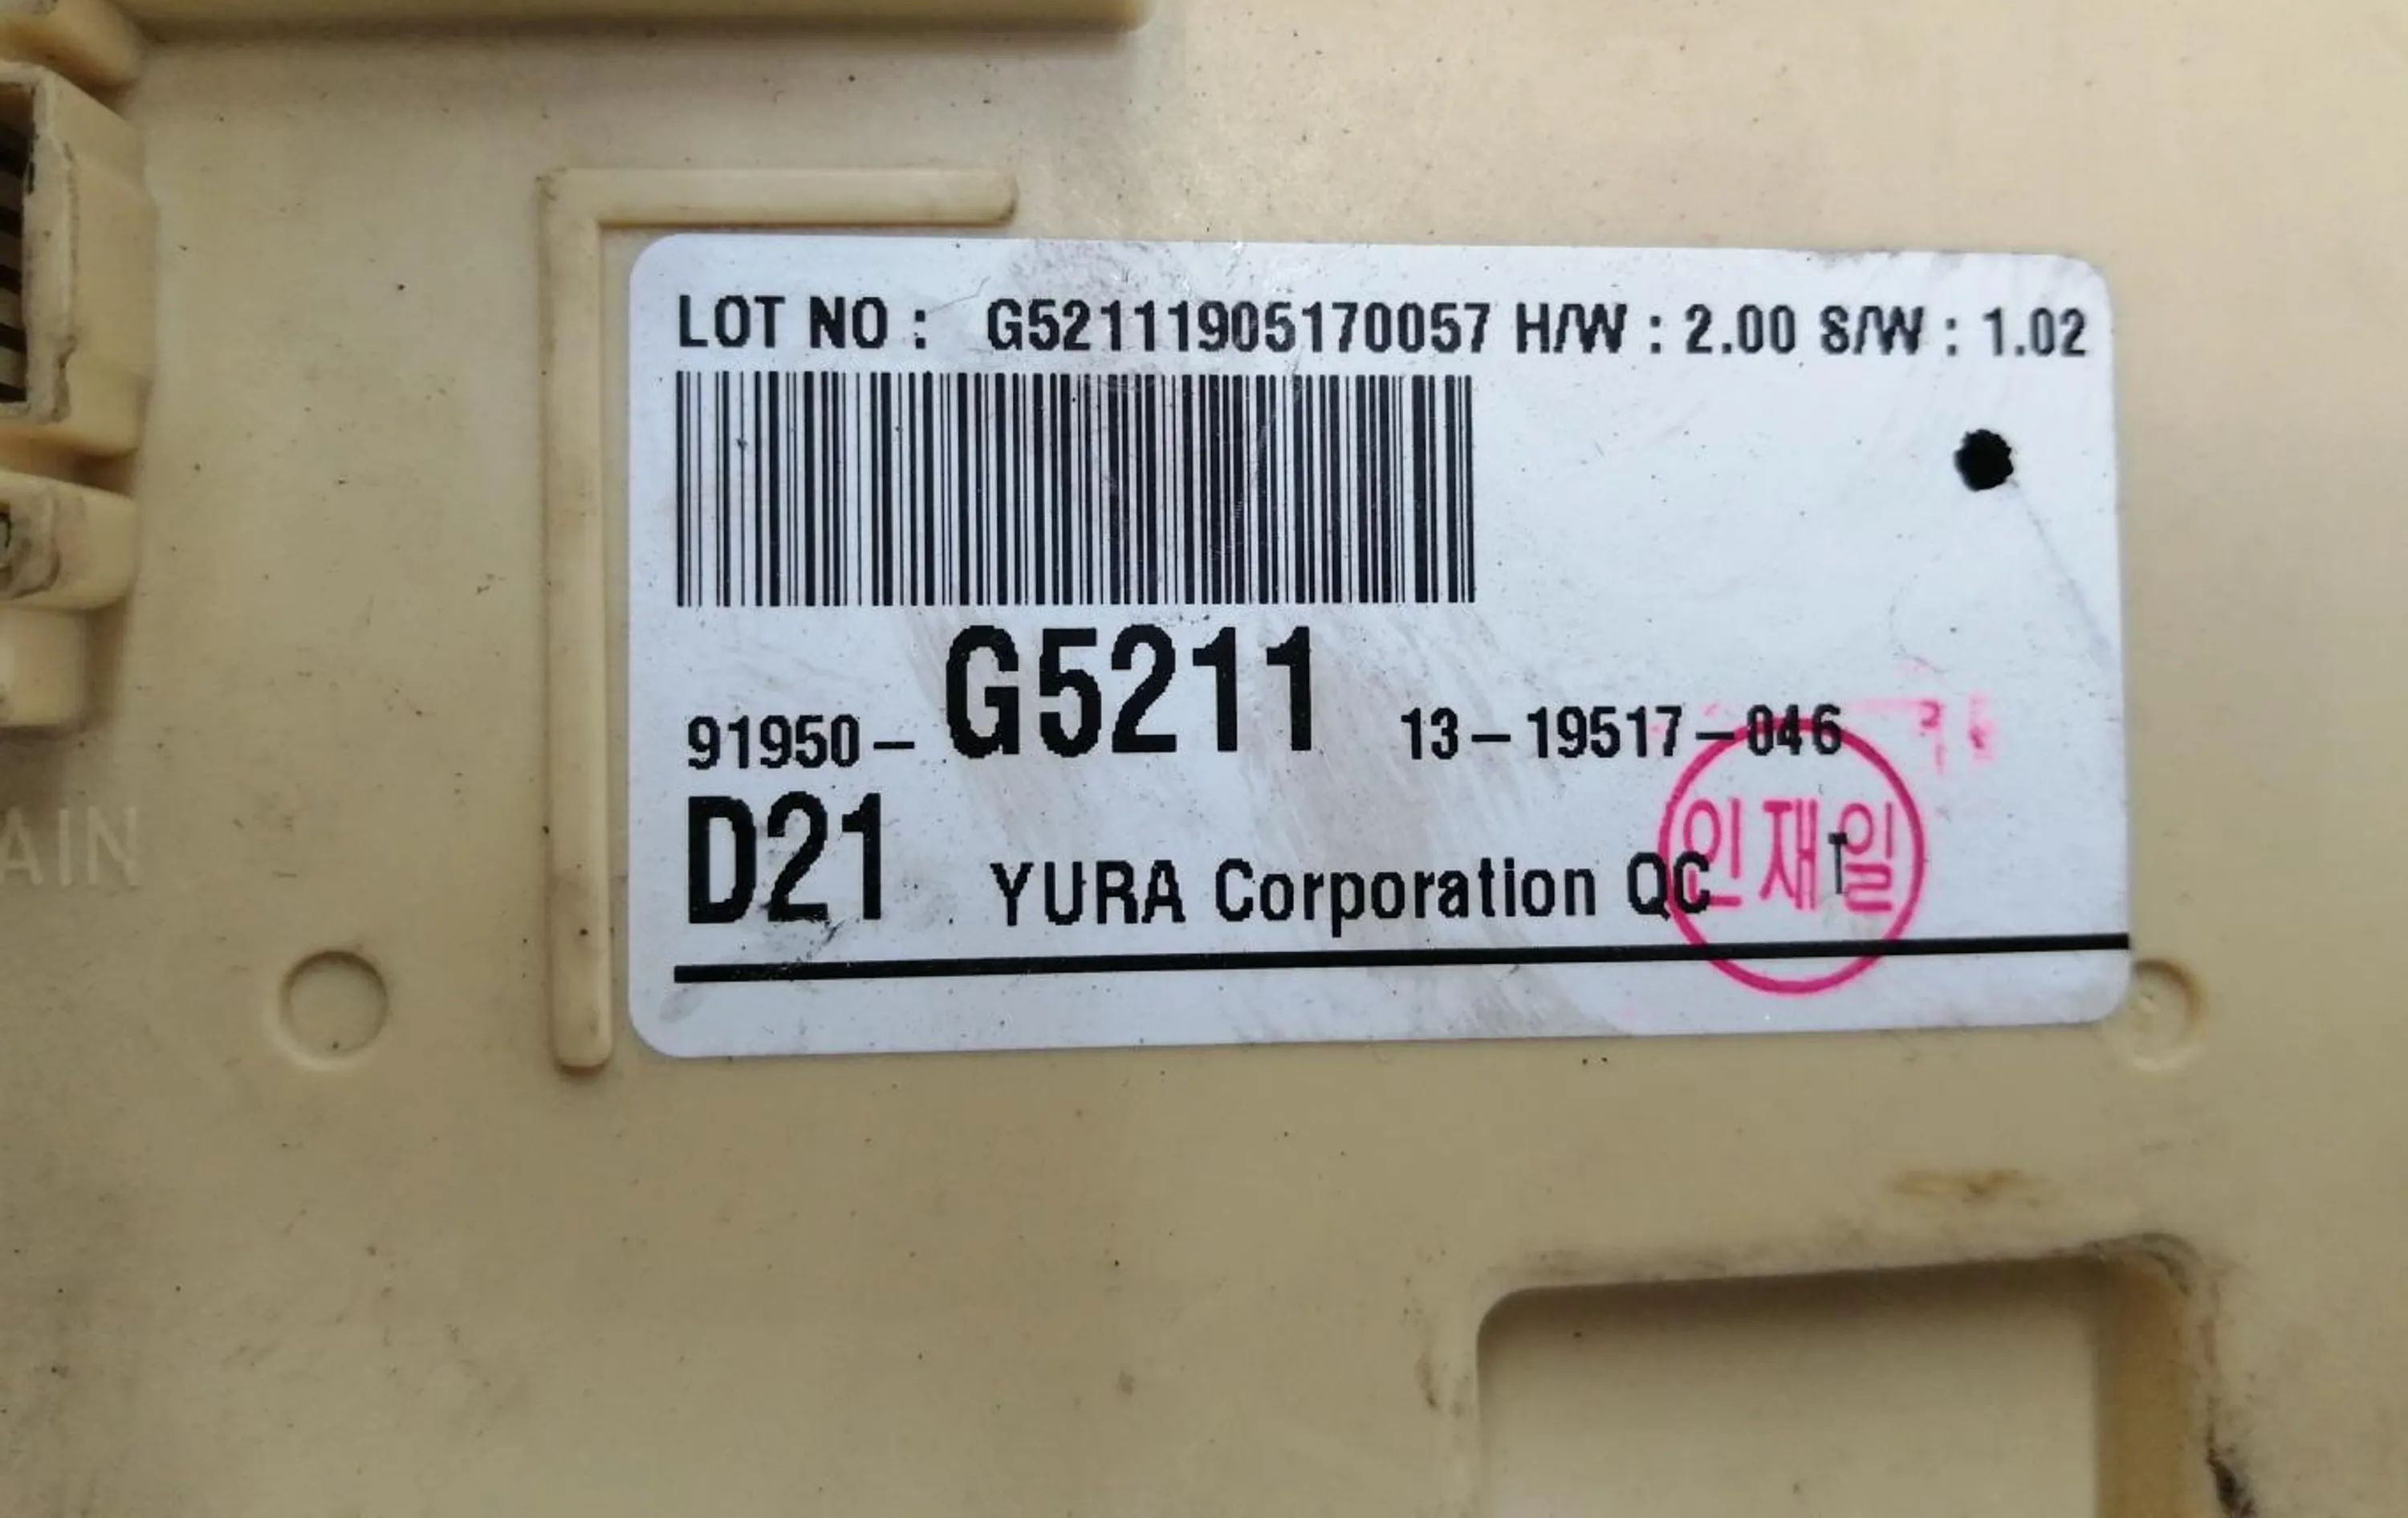 LOT NO : G52111905170057 H/W : 2.00 S/W : 1.02
91950- G5211 13-19517-046
D21 YURA Corporation QC T
인재일
AIN